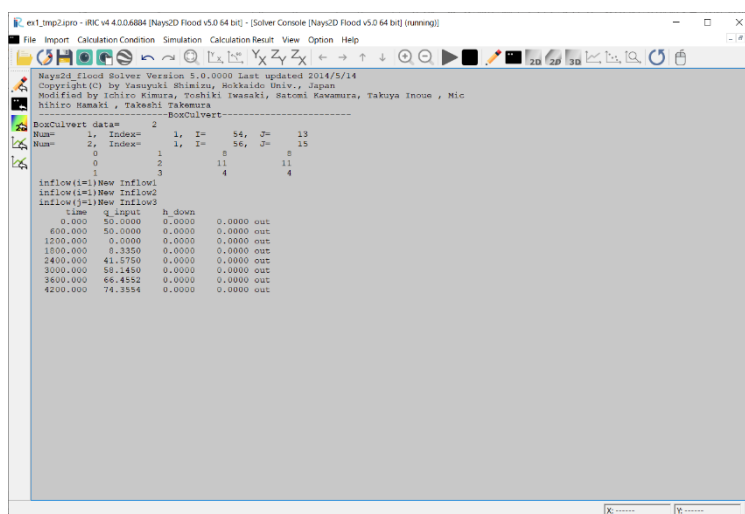 ex1_tmp2.ipro - iRIC v4 4.0.0.6884 [Nays2D Flood v5.0 64 bit] - [Solver Console [Nays2D Flood v5.0 64 bit] (running)]
File Import Calculation Condition Simulation Calculation Result View Option Help
Nays2d_flood Solver Version 5.0.0000 Last updated 2014/5/14
Copyright(C) by Yasuyuki Shimizu, Hokkaido Univ., Japan
Modified by Ichiro Kimura, Toshiki Iwasaki, Satomi Kawamura, Takuya Inoue , Mic
hihiro Hamaki , Takeshi Takemura
-------------------------BoxCulvert-------------------------
BoxCulvert data= 2
Num= 1, Index= 1, I= 54, J= 13
Num= 2, Index= 1, I= 56, J= 15
0 1 8 8
0 2 11 11
1 3 4 4
inflow(i=1)New Inflow1
inflow(i=1)New Inflow2
inflow(j=1)New Inflow3
time q_input h_down
0.000 50.0000 0.0000 0.0000 out
600.000 50.0000 0.0000 0.0000 out
1200.000 0.0000 0.0000 0.0000 out
1800.000 8.3350 0.0000 0.0000 out
2400.000 41.5750 0.0000 0.0000 out
3000.000 58.1450 0.0000 0.0000 out
3600.000 66.4552 0.0000 0.0000 out
4200.000 74.3554 0.0000 0.0000 out
X: ------ Y: ------